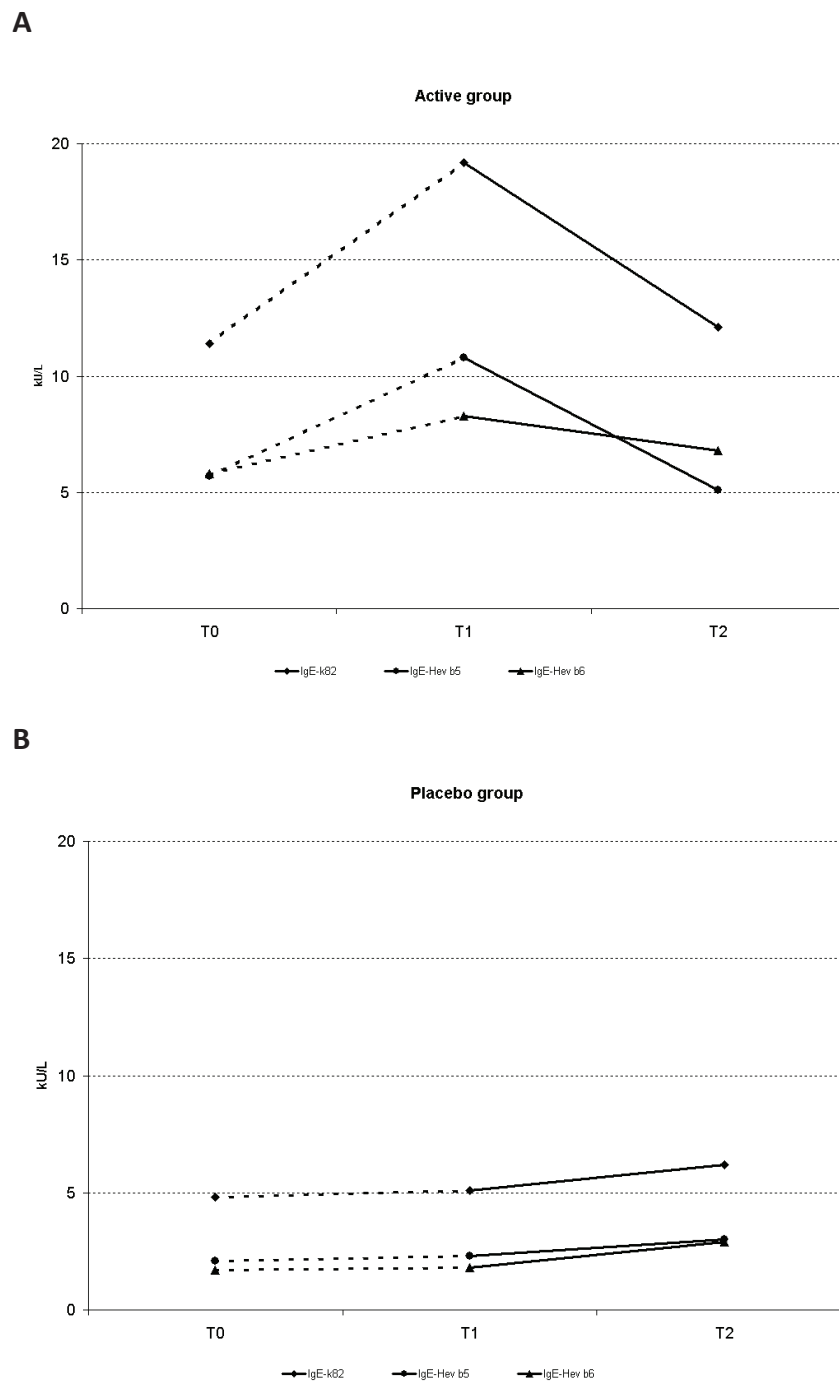 A
Active group
20
15
10
5
0
kU/L
T0 T1 T2
IgE-k82 IgE-Hev b5 IgE-Hev b6
B
Placebo group
20
15
10
5
0
kU/L
T0 T1 T2
IgE-k82 IgE-Hev b5 IgE-Hev b6